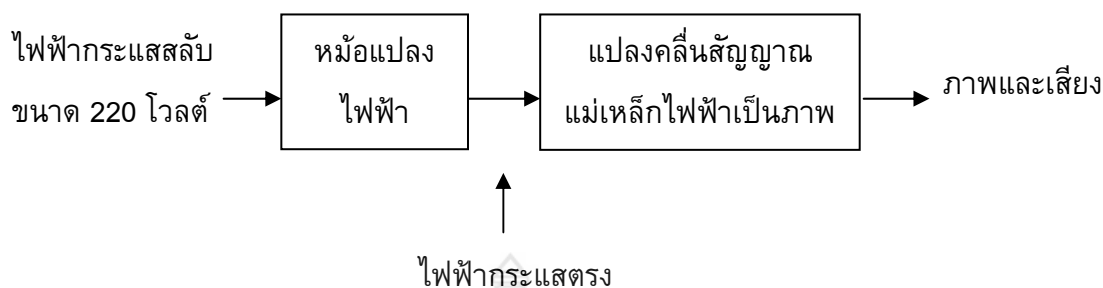 ไฟฟ้ากระแสสลับ
ขนาด 220 โวลต์
หม้อแปลง
ไฟฟ้า
แปลงคลื่นสัญญาณ
แม่เหล็กไฟฟ้าเป็นภาพ
ภาพและเสียง
ไฟฟ้ากระแสตรง